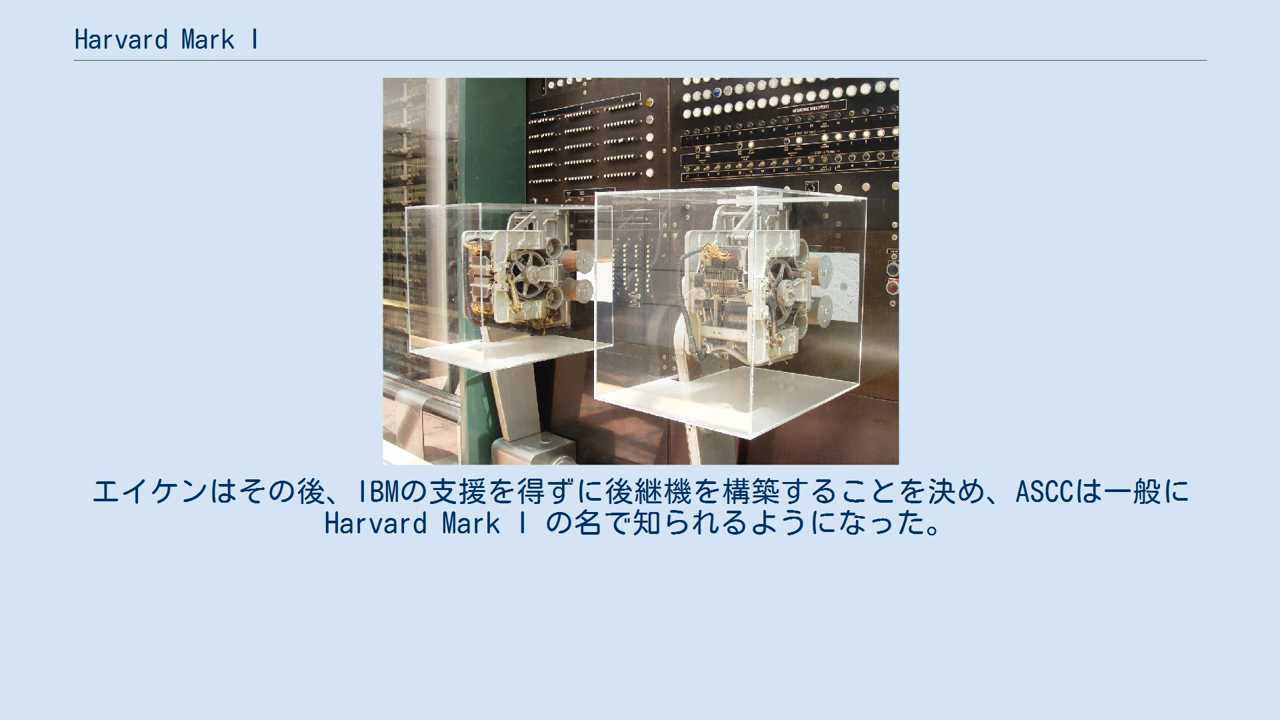 Harvard Mark I
エイケンはその後、IBMの支援を得ずに後継機を構築することを決め、ASCCは一般に
Harvard Mark I の名で知られるようになった。